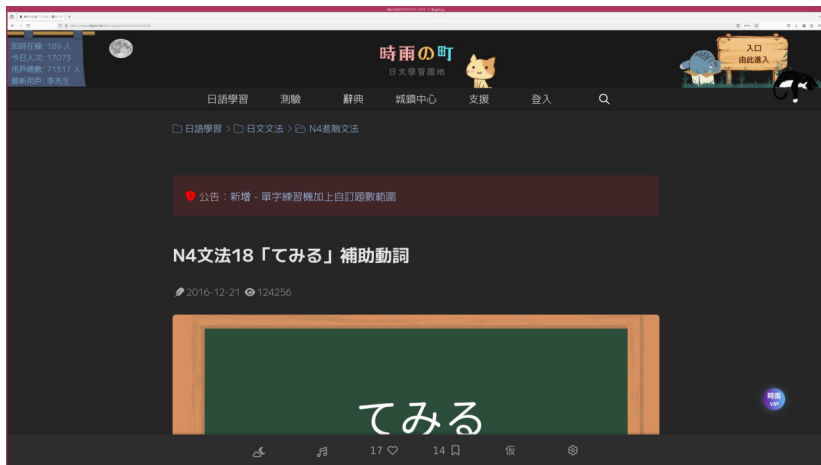 即時在線: 189 人
今日人次: 17073
用戶總數: 71317 人
最新用戶: 李先生
時雨の町
日文學習園地
入口
由此進入
日語學習 測驗 辭典 城鎮中心 支援 登入
日語學習 > 日文文法 > N4進階文法
公告：新增 - 單字練習機加上自訂題數範圍
N4文法18「てみる」補助動詞
2016-12-21 124256
てみる
時雨
VIP
17 14 仮